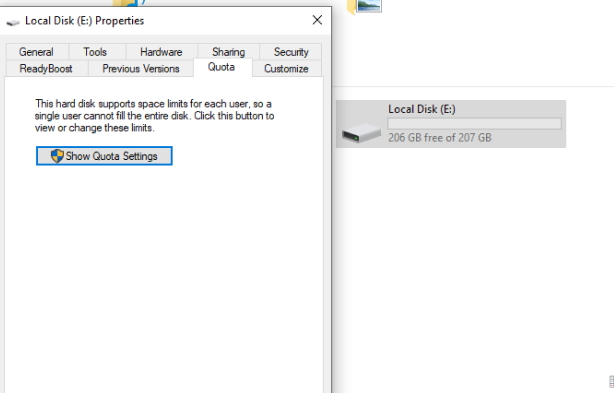 Local Disk (E:) Properties
General Tools Hardware Sharing Security
ReadyBoost Previous Versions Quota Customize
This hard disk supports space limits for each user, so a
single user cannot fill the entire disk. Click this button to
view or change these limits.
Show Quota Settings
Local Disk (E:)
206 GB free of 207 GB